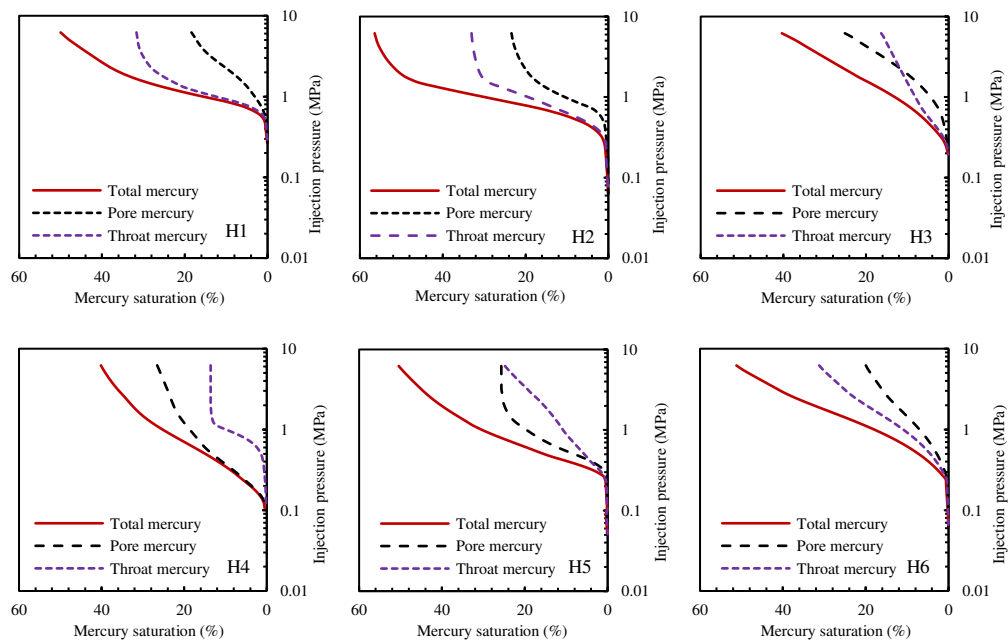 10
1
0.1
0.01
Injection pressure (MPa)
Total mercury
Pore mercury
Throat mercury
H1
60 40 20 0
Mercury saturation (%)
10
1
0.1
0.01
Injection pressure (MPa)
Total mercury
Pore mercury
Throat mercury
H2
60 40 20 0
Mercury saturation (%)
10
1
0.1
0.01
Injection pressure (MPa)
Total mercury
Pore mercury
Throat mercury
H3
60 40 20 0
Mercury saturation (%)
10
1
0.1
0.01
Injection pressure (MPa)
Total mercury
Pore mercury
Throat mercury
H4
60 40 20 0
Mercury saturation (%)
10
1
0.1
0.01
Injection pressure (MPa)
Total mercury
Pore mercury
Throat mercury
H5
60 40 20 0
Mercury saturation (%)
10
1
0.1
0.01
Injection pressure (MPa)
Total mercury
Pore mercury
Throat mercury
H6
60 40 20 0
Mercury saturation (%)